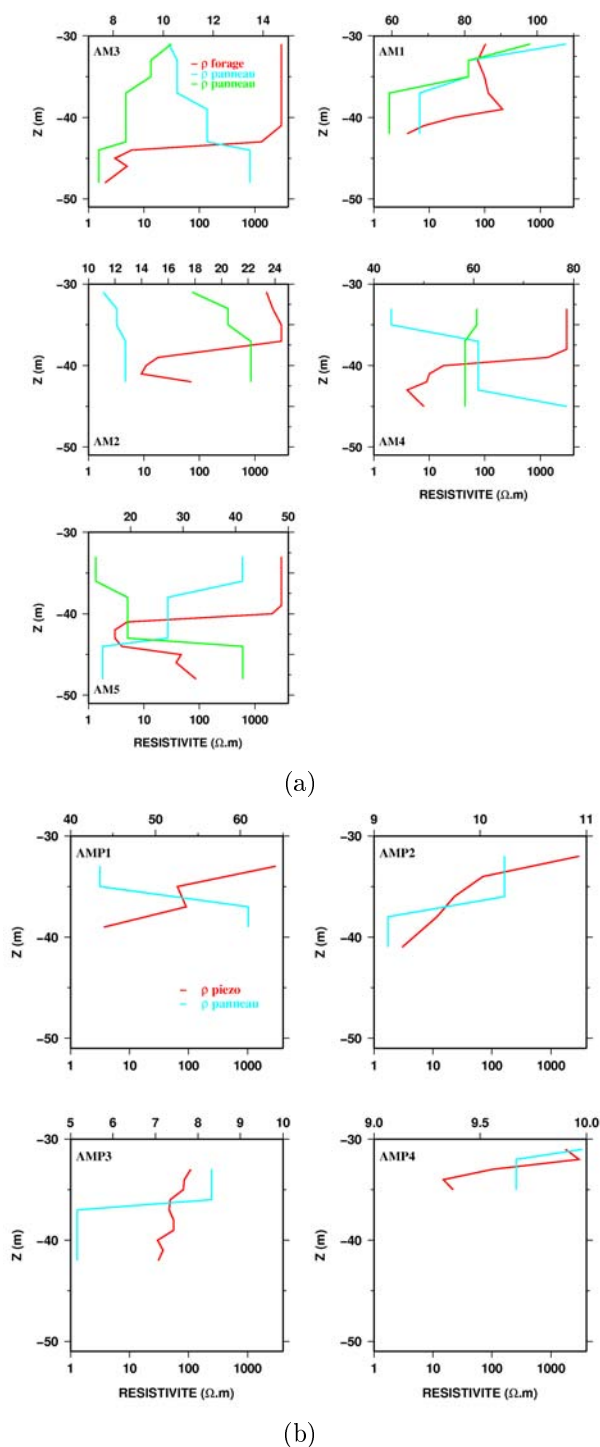 8 10 12 14
60 80 100
AM3
ρ forage
ρ panneau
ρ panneau
AM1
Z (m)
−30
−40
−50
1 10 100 1000
Z (m)
−30
−40
−50
1 10 100 1000
10 12 14 16 18 20 22 24
40 60 80
AM2
AM4
Z (m)
−30
−40
−50
1 10 100 1000
Z (m)
−30
−40
−50
1 10 100 1000
RESISTIVITE (Ω.m)
20 30 40 50
AM5
Z (m)
−30
−40
−50
1 10 100 1000
RESISTIVITE (Ω.m)
(a)
40 50 60
9 10 11
AMP1
AMP2
ρ piezo
ρ panneau
Z (m)
−30
−40
−50
40 10 100 1000
Z (m)
−30
−40
−50
1 10 100 1000
5 6 7 8 9 10
9.0 9.5 10.0
AMP3
AMP4
Z (m)
−30
−40
−50
1 10 100 1000
RESISTIVITE (Ω.m)
Z (m)
−30
−40
−50
1 10 100 1000
RESISTIVITE (Ω.m)
(b)